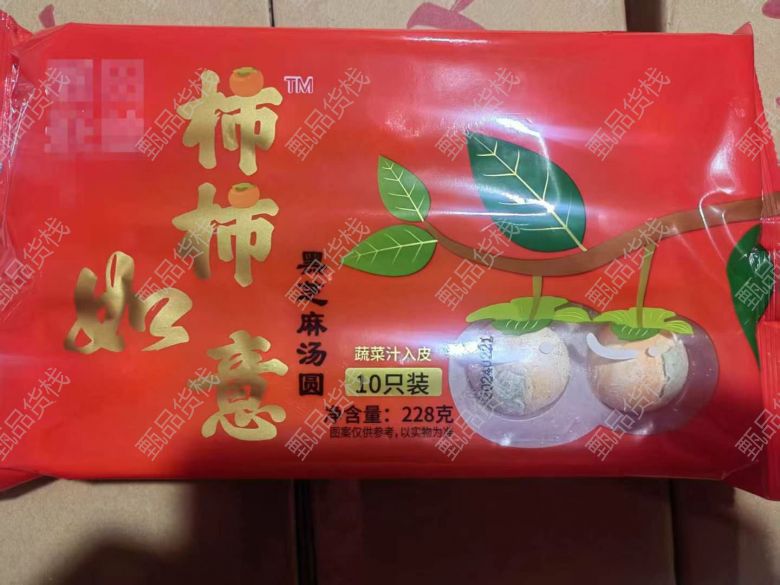 柿柿如意
TM
黑芝麻汤圆
蔬菜汁入皮
10只装
净含量：228克
图案仅供参考，以实物为准
甄品货栈